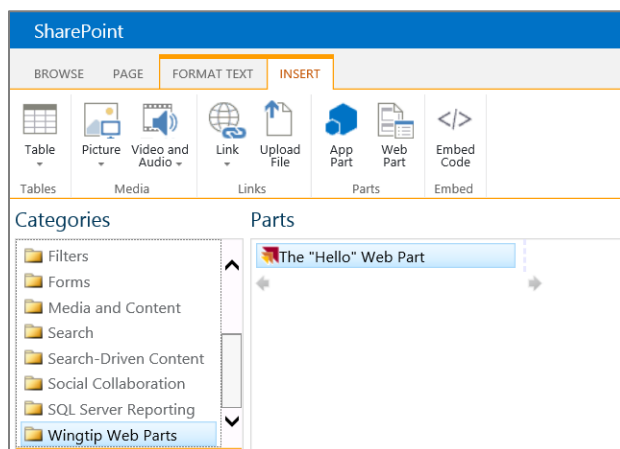 SharePoint
BROWSE PAGE FORMAT TEXT INSERT
Table Picture Video and Audio Link Upload File App Part Web Part Embed Code
Tables Media Links Parts Embed
Categories Parts
Filters The "Hello" Web Part
Forms
Media and Content
Search
Search-Driven Content
Social Collaboration
SQL Server Reporting
Wingtip Web Parts